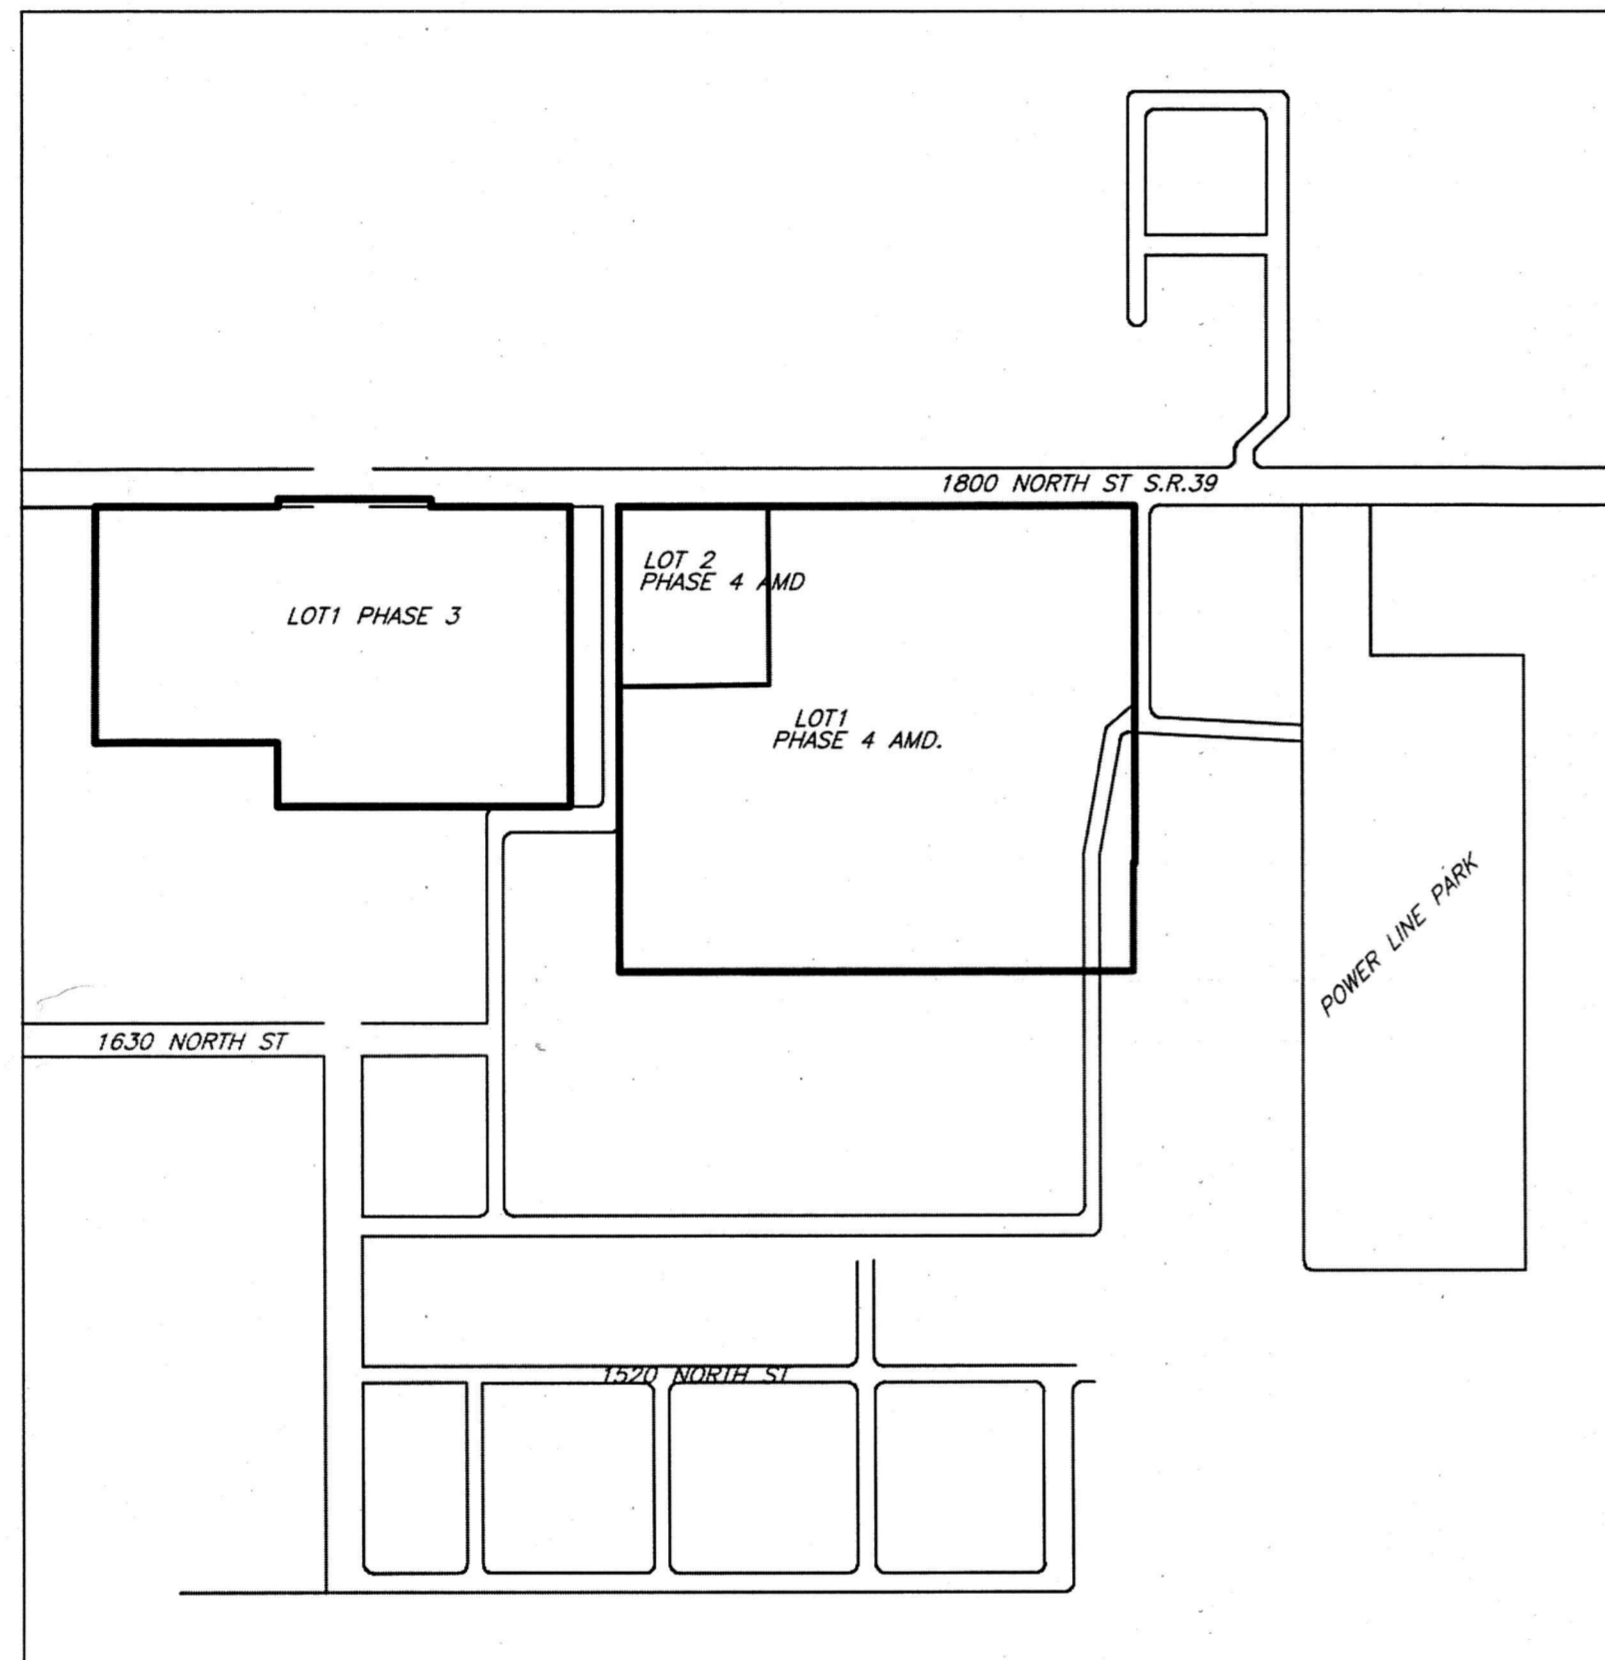 1800 NORTH ST S.R.39
LOT 2
PHASE 4 AMD
LOT1 PHASE 3
LOT1
PHASE 4 AMD.
POWER LINE PARK
1630 NORTH ST
1520 NORTH ST